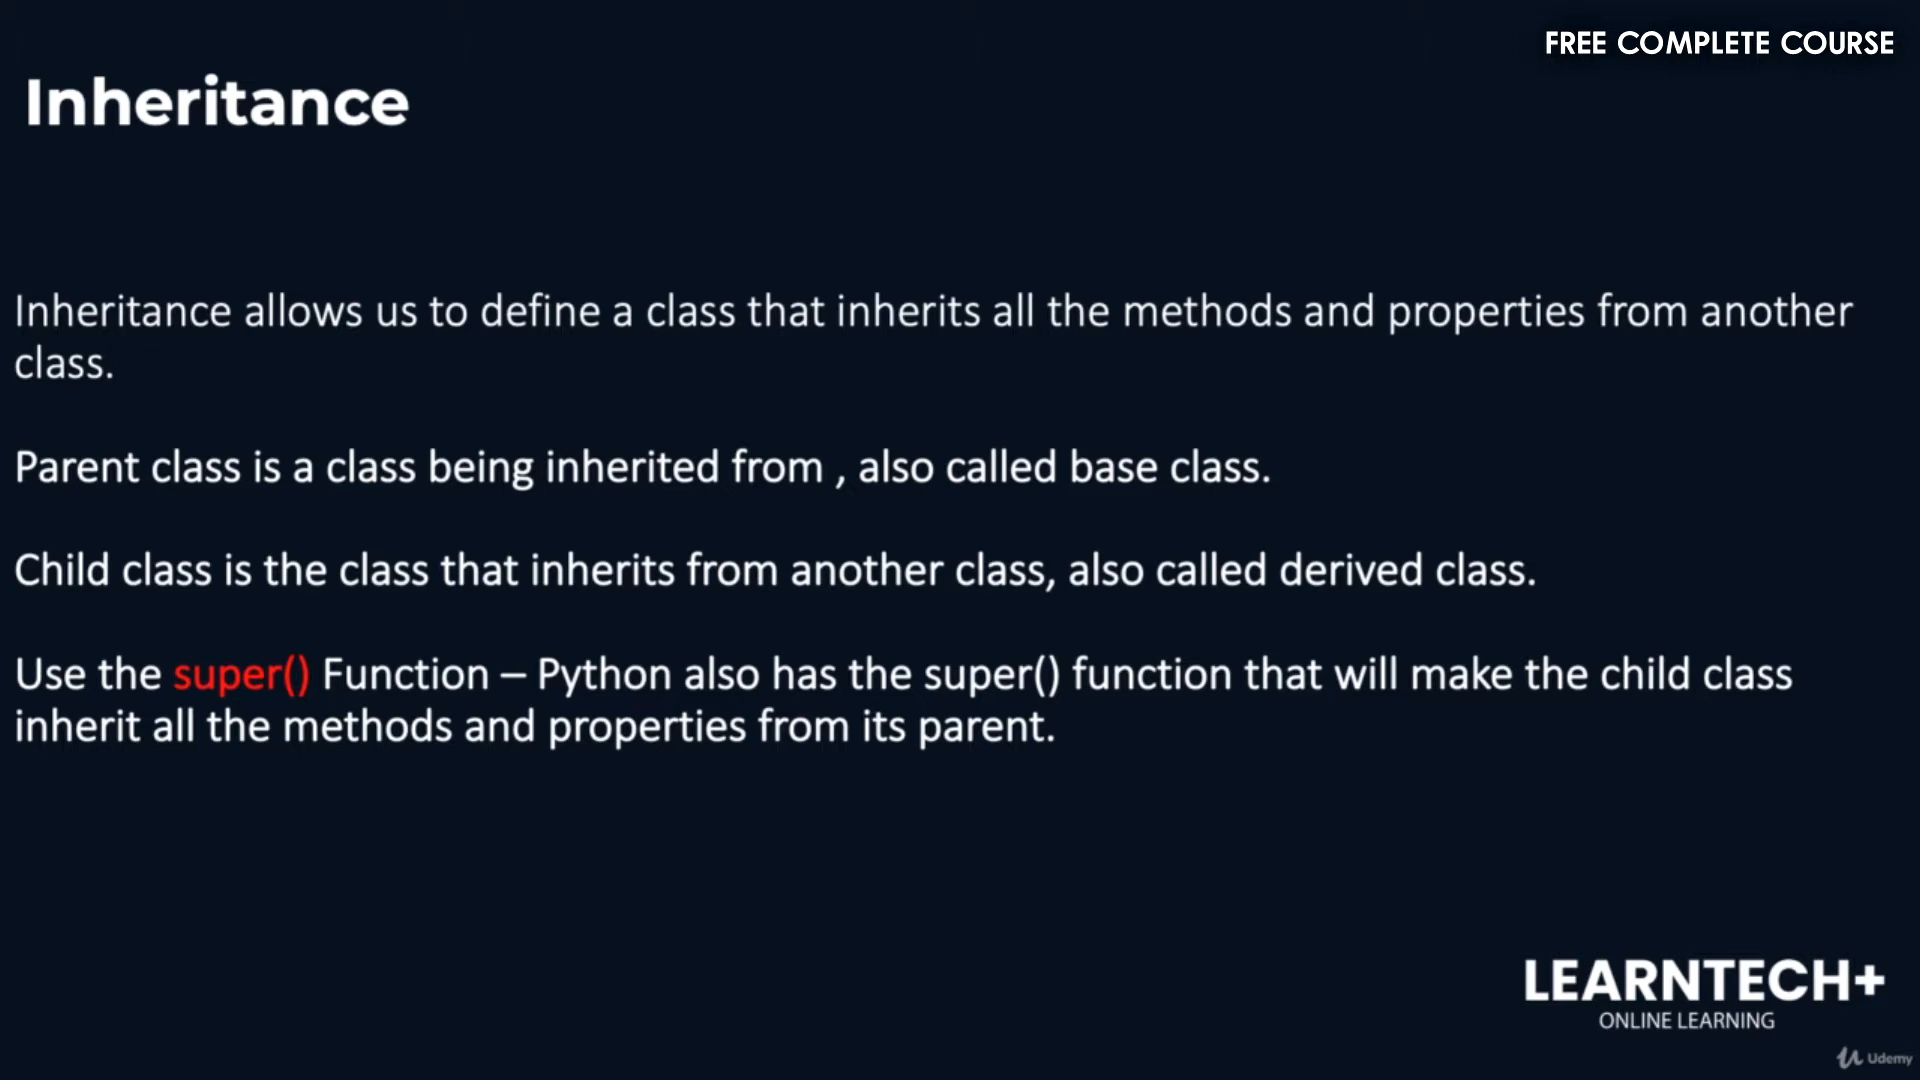 FREE COMPLETE COURSE
Inheritance
Inheritance allows us to define a class that inherits all the methods and properties from another
class.
Parent class is a class being inherited from , also called base class.
Child class is the class that inherits from another class, also called derived class.
Use the super() Function – Python also has the super() function that will make the child class
inherit all the methods and properties from its parent.
LEARNTECH+
ONLINE LEARNING
Udemy